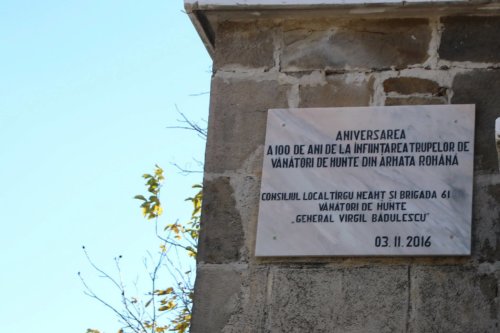 ANIVERSAREA
A 100 DE ANI DE LA ÎNFIINȚAREA TRUPELOR DE
VÂNĂTORI DE MUNTE DIN ARMATA ROMÂNĂ
CONSILIUL LOCAL TÎRGU NEAMȚ ȘI BRIGADA 61
VÂNĂTORI DE MUNTE
„GENERAL VIRGIL BĂDULESCU"
03. 11. 2016